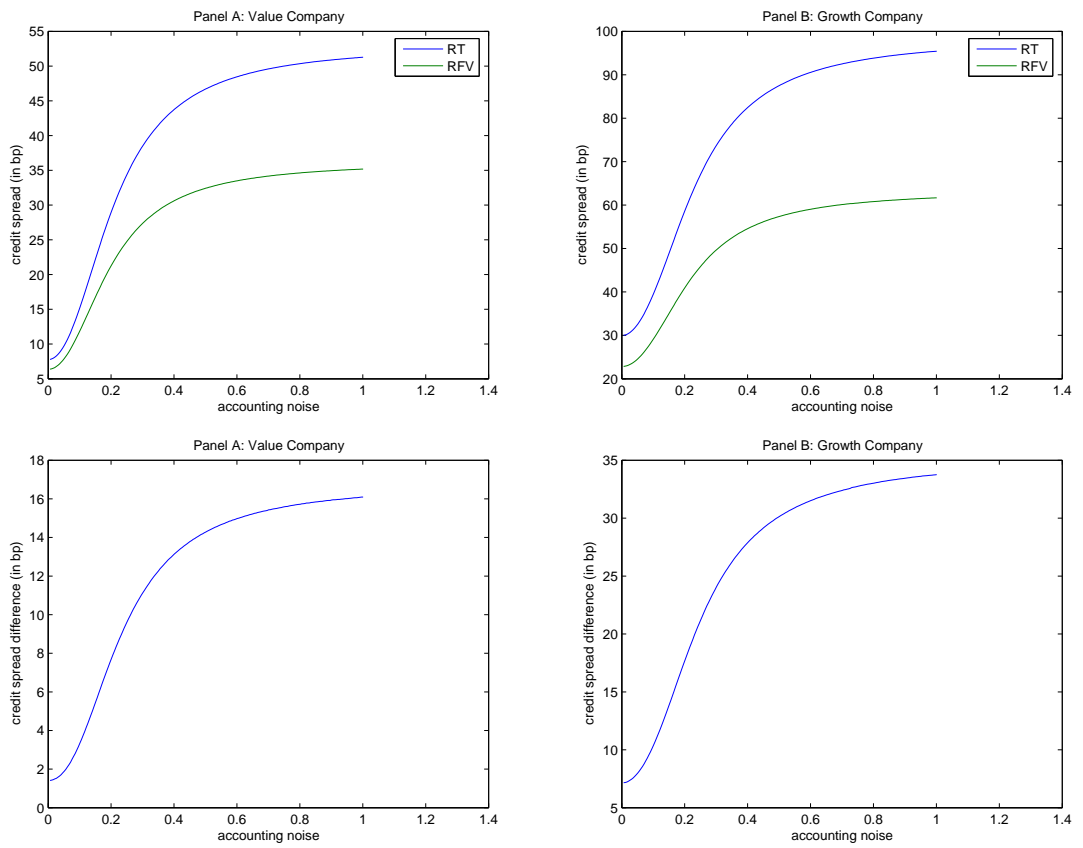 Panel A: Value Company
55
50
45
40
35
30
25
20
15
10
5
credit spread (in bp)
RT
RFV
0 0.2 0.4 0.6 0.8 1 1.2 1.4
accounting noise
Panel B: Growth Company
100
90
80
70
60
50
40
30
20
credit spread (in bp)
RT
RFV
0 0.2 0.4 0.6 0.8 1 1.2 1.4
accounting noise
Panel A: Value Company
18
16
14
12
10
8
6
4
2
0
credit spread difference (in bp)
0 0.2 0.4 0.6 0.8 1 1.2 1.4
accounting noise
Panel B: Growth Company
35
30
25
20
15
10
5
credit spread difference (in bp)
0 0.2 0.4 0.6 0.8 1 1.2 1.4
accounting noise